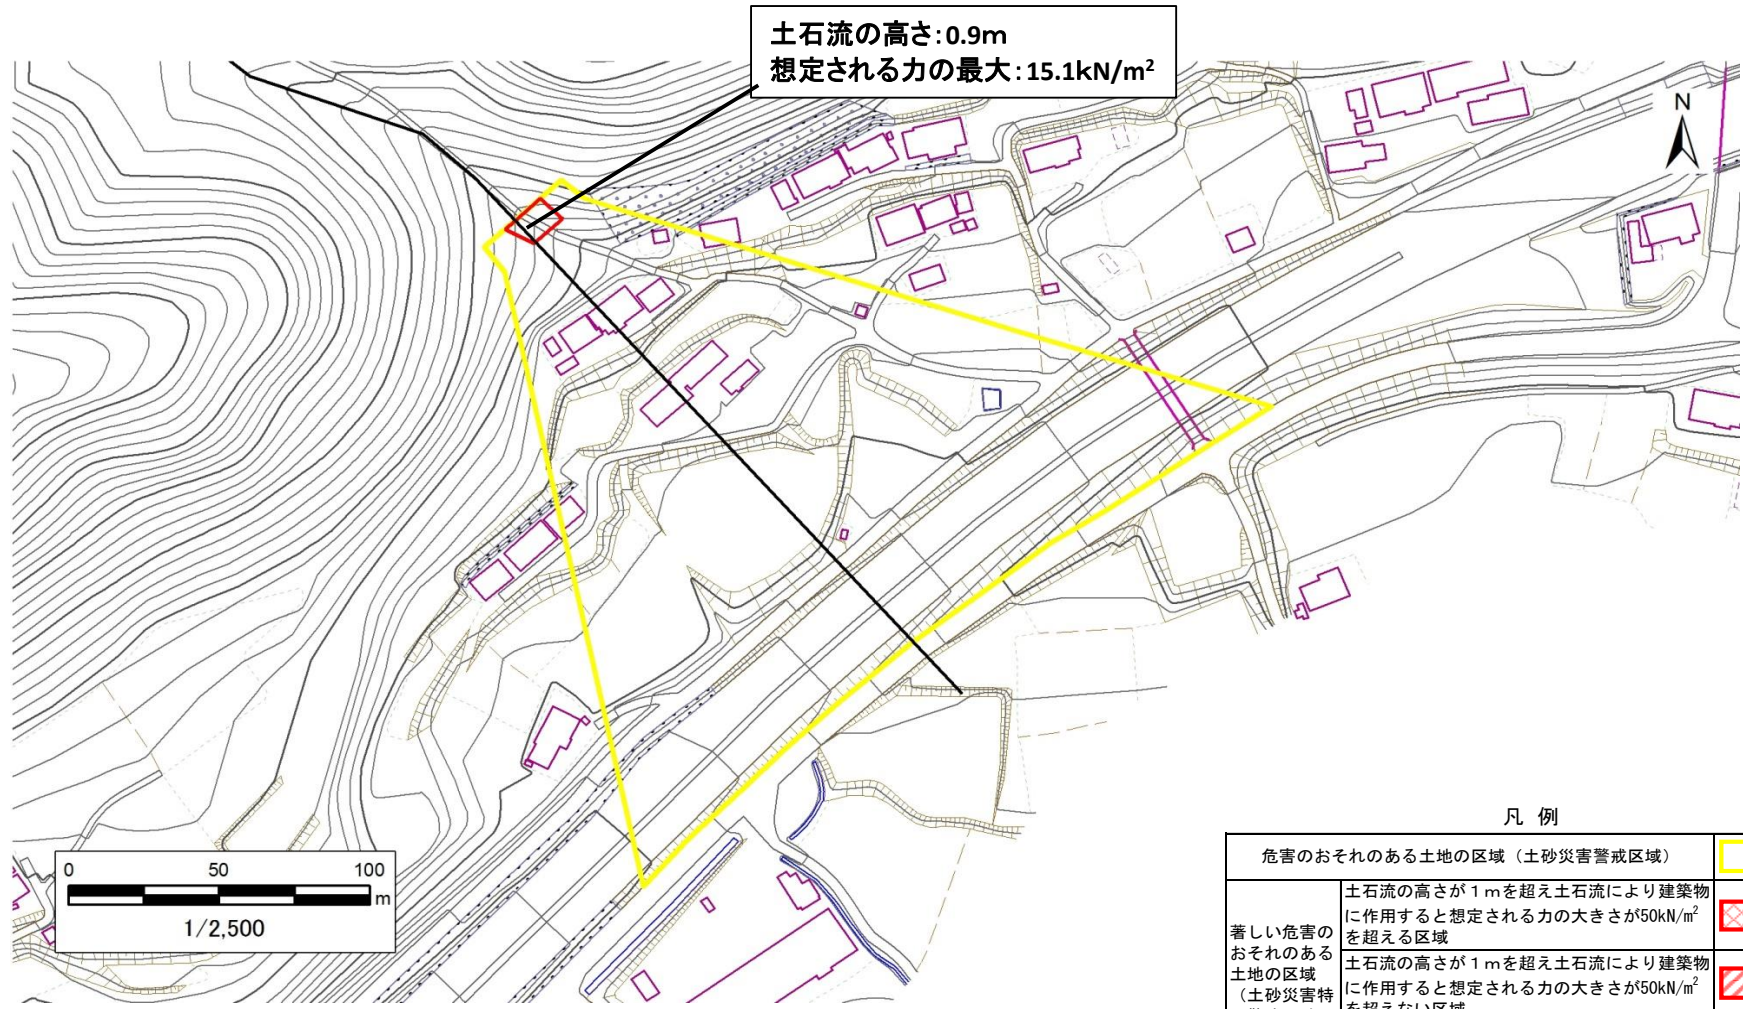 土石流の高さ：0.9m
想定される力の最大：15.1kN/m²
N
0 50 100
m
1/2,500
凡 例
危害のおそれのある土地の区域（土砂災害警戒区域）
土石流の高さが１ｍを超え土石流により建築物
に作用すると想定される力の大きさが50kN/㎡
を超える区域
著しい危害の
おそれのある
土地の区域
（土砂災害特
土石流の高さが１ｍを超え土石流により建築物
に作用すると想定される力の大きさが50kN/㎡
を超えない区域